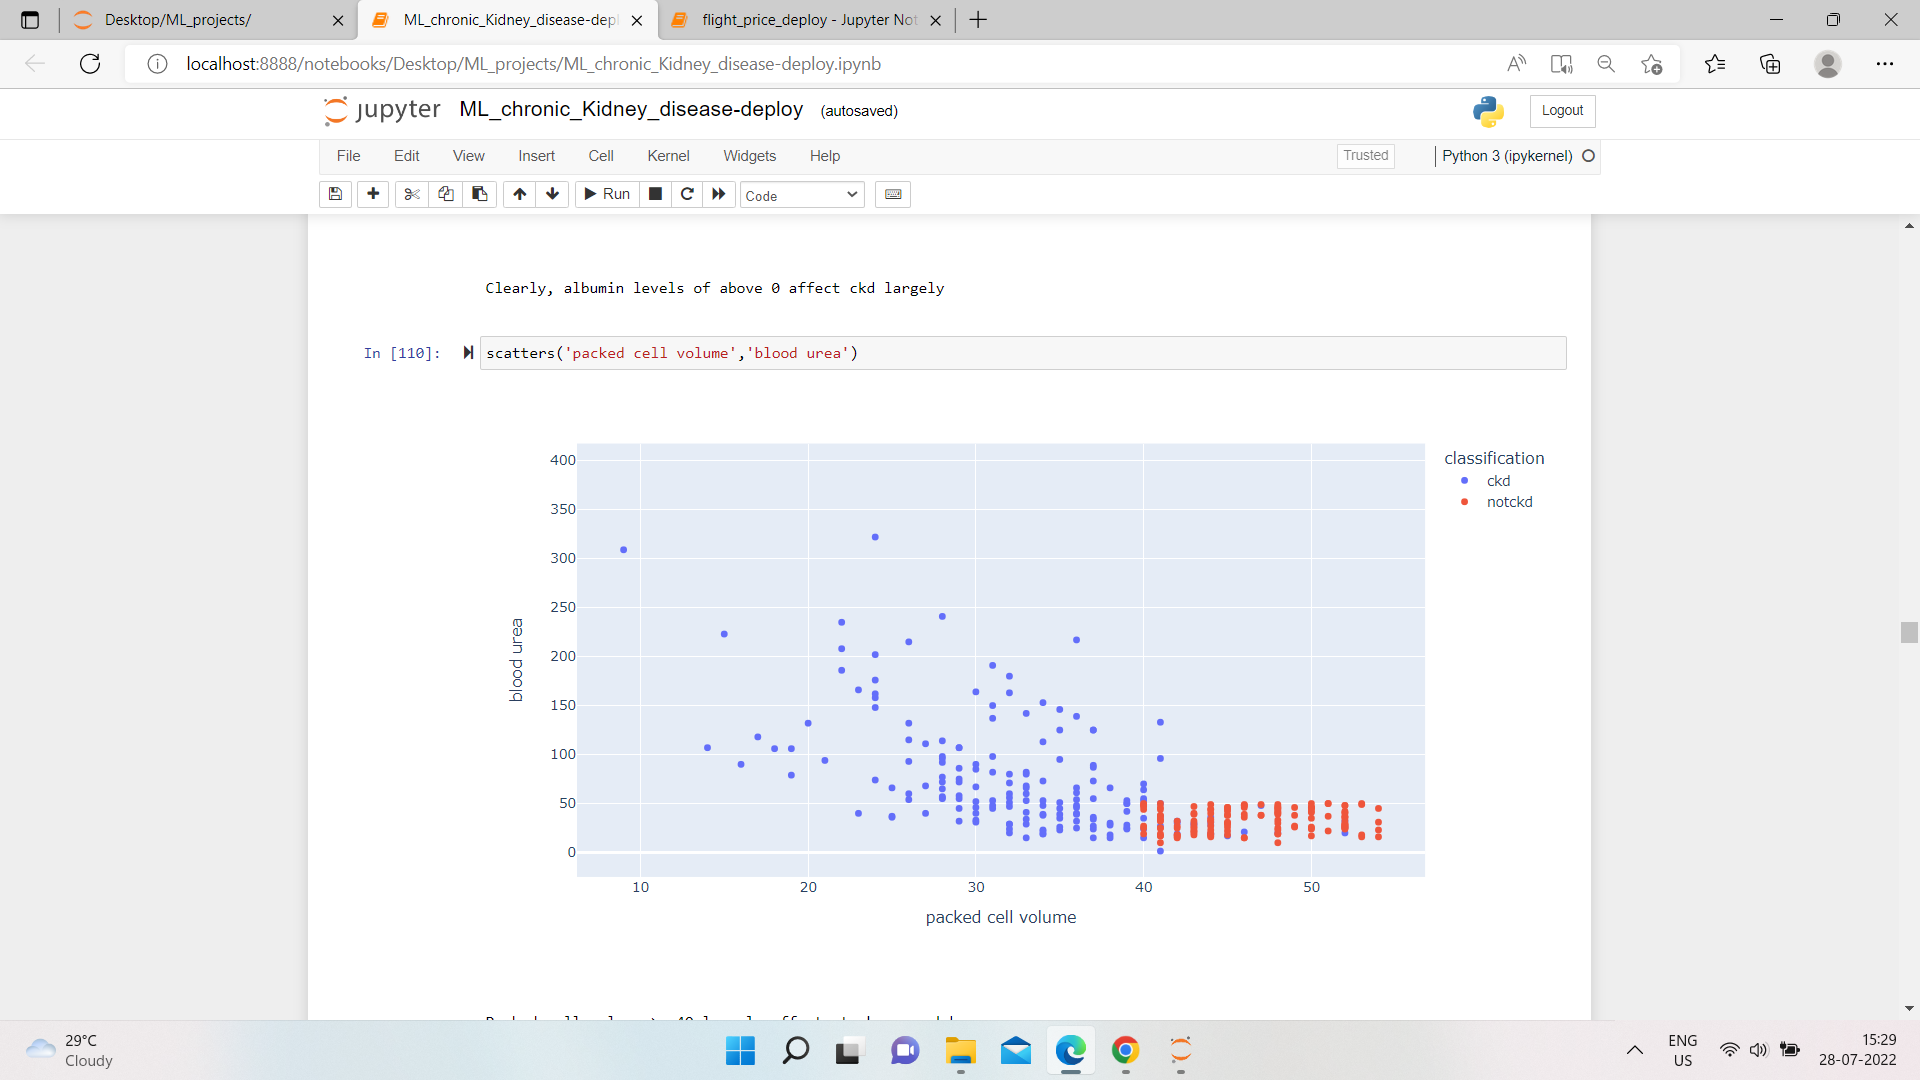 Desktop/ML_projects/
ML_chronic_Kidney_disease-depl
flight_price_deploy - Jupyter Not
localhost:8888/notebooks/Desktop/ML_projects/ML_chronic_Kidney_disease-deploy.ipynb
jupyter ML_chronic_Kidney_disease-deploy (autosaved)
Logout
File Edit View Insert Cell Kernel Widgets Help
Trusted
Python 3 (ipykernel)
Run
Code
Clearly, albumin levels of above 0 affect ckd largely
In [110]: scatters('packed cell volume','blood urea')
classification
ckd
notckd
400
350
300
250
200
150
100
50
0
blood urea
10 20 30 40 50
packed cell volume
29°C
Cloudy
ENG
US
15:29
28-07-2022